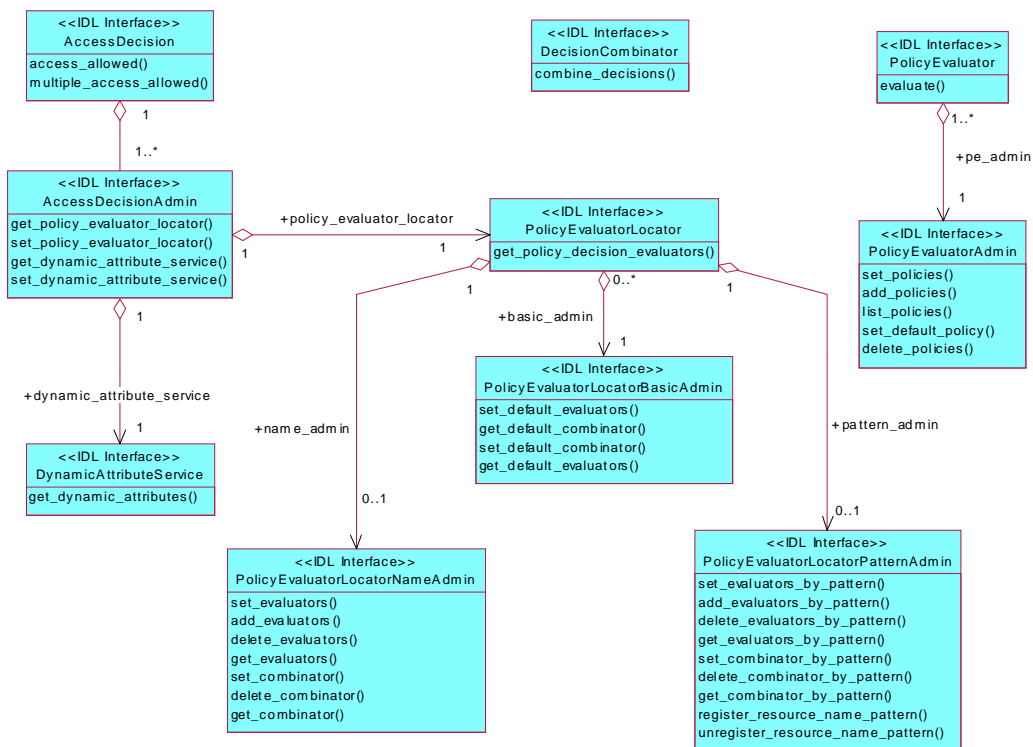 <<IDL Interface>>
AccessDecision
access_allowed()
multiple_access_allowed()
<<IDL Interface>>
DecisionCombinator
combine_decisions()
<<IDL Interface>>
PolicyEvaluator
evaluate()
1
1..*
1..*
+pe_admin
1
<<IDL Interface>>
AccessDecisionAdmin
get_policy_evaluator_locator()
set_policy_evaluator_locator()
get_dynamic_attribute_service()
set_dynamic_attribute_service()
1
+policy_evaluator_locator
1
<<IDL Interface>>
PolicyEvaluatorLocator
get_policy_decision_evaluators()
<<IDL Interface>>
PolicyEvaluatorAdmin
set_policies()
add_policies()
list_policies()
set_default_policy()
delete_policies()
1
+dynamic_attribute_service
1
1
0..*
1
+basic_admin
1
<<IDL Interface>>
PolicyEvaluatorLocatorBasicAdmin
set_default_evaluators()
get_default_combinator()
set_default_combinator()
get_default_evaluators()
+name_admin
0..1
+pattern_admin
0..1
<<IDL Interface>>
DynamicAttributeService
get_dynamic_attributes()
<<IDL Interface>>
PolicyEvaluatorLocatorNameAdmin
set_evaluators()
add_evaluators()
delete_evaluators()
get_evaluators()
set_combinator()
delete_combinator()
get_combinator()
<<IDL Interface>>
PolicyEvaluatorLocatorPatternAdmin
set_evaluators_by_pattern()
add_evaluators_by_pattern()
delete_evaluators_by_pattern()
get_evaluators_by_pattern()
set_combinator_by_pattern()
delete_combinator_by_pattern()
get_combinator_by_pattern()
register_resource_name_pattern()
unregister_resource_name_pattern()